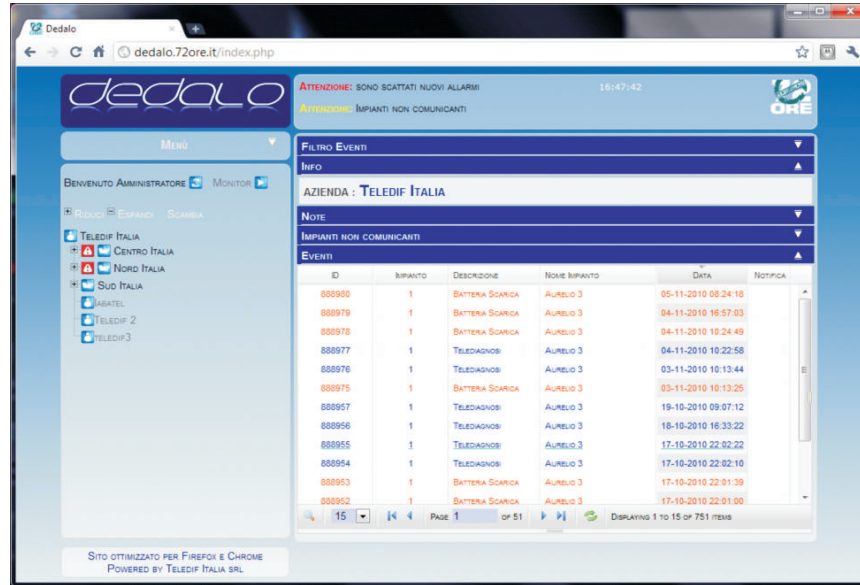 Dedalo
dedalo.72ore.it/index.php
dedalo
ATTENZIONE: SONO SCATTATI NUOVI ALLARMI 16:47:42
ATTENZIONE: IMPIANTI NON COMUNICANTI
ORE
MENÙ
FILTRO EVENTI
INFO
BENVENUTO AMMINISTRATORE MONITOR
AZIENDA : TELEDIF ITALIA
RIDUCI ESPANDI SCAMBIA
NOTE
TELEDIF ITALIA
IMPIANTI NON COMUNICANTI
CENTRO ITALIA
EVENTI
NORD ITALIA
SUD ITALIA
IABATEL
TELEDIF 2
TELEDIF3
ID IMPIANTO DESCRIZIONE NOME IMPIANTO DATA NOTIFICA
888980 1 BATTERIA SCARICA AURELIO 3 05-11-2010 08:24:18
888979 1 BATTERIA SCARICA AURELIO 3 04-11-2010 16:57:03
888978 1 BATTERIA SCARICA AURELIO 3 04-11-2010 10:24:49
888977 1 TELEDIAGNOSI AURELIO 3 04-11-2010 10:22:58
888976 1 TELEDIAGNOSI AURELIO 3 03-11-2010 10:13:44
888975 1 BATTERIA SCARICA AURELIO 3 03-11-2010 10:13:25
888957 1 TELEDIAGNOSI AURELIO 3 19-10-2010 09:07:12
888956 1 TELEDIAGNOSI AURELIO 3 18-10-2010 16:33:22
888955 1 TELEDIAGNOSI AURELIO 3 17-10-2010 22:02:22
888954 1 TELEDIAGNOSI AURELIO 3 17-10-2010 22:02:10
888953 1 BATTERIA SCARICA AURELIO 3 17-10-2010 22:01:39
888952 1 BATTERIA SCARICA AURELIO 3 17-10-2010 22:01:00
15 PAGE 1 OF 51 DISPLAYING 1 TO 15 OF 751 ITEMS
SITO OTTIMIZZATO PER FIREFOX E CHROME
POWERED BY TELEDIF ITALIA SRL